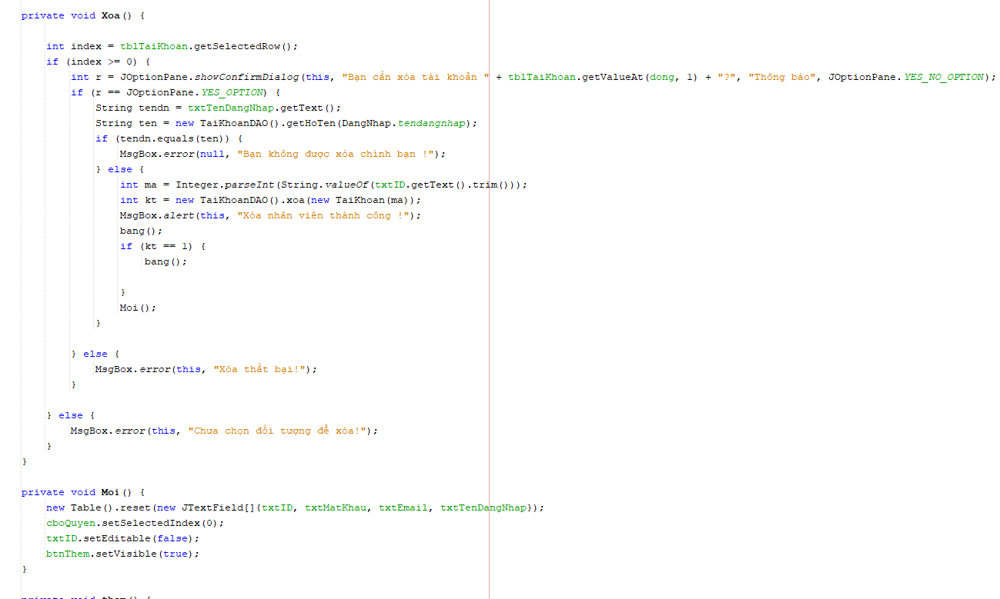 private void Xoa() {
int index = tblTaiKhoan.getSelectedRow();
if (index >= 0) {
int r = JOptionPane.showConfirmDialog(this, "Bạn cần xóa tài khoản " + tblTaiKhoan.getValueAt(dong, 1) + "?", "Thông báo", JOptionPane.YES_NO_OPTION);
if (r == JOptionPane.YES_OPTION) {
String tendn = txtTenDangNhap.getText();
String ten = new TaiKhoanDAO().getHoTen(DangNhap.tendangnhap);
if (tendn.equals(ten)) {
MsgBox.error(null, "Bạn không được xóa chính bạn !");
} else {
int ma = Integer.parseInt(String.valueOf(txtID.getText().trim()));
int kt = new TaiKhoanDAO().xoa(new TaiKhoan(ma));
MsgBox.alert(this, "Xóa nhân viên thành công !");
bang();
if (kt == 1) {
bang();
}
Moi();
}
} else {
MsgBox.error(this, "Xóa thất bại!");
}
} else {
MsgBox.error(this, "Chưa chọn đối tượng để xóa!");
}
}
private void Moi() {
new Table().reset(new JTextField[]{txtID, txtMatKhau, txtEmail, txtTenDangNhap});
cboQuyen.setSelectedIndex(0);
txtID.setEditable(false);
btnThem.setVisible(true);
}
private void them() {